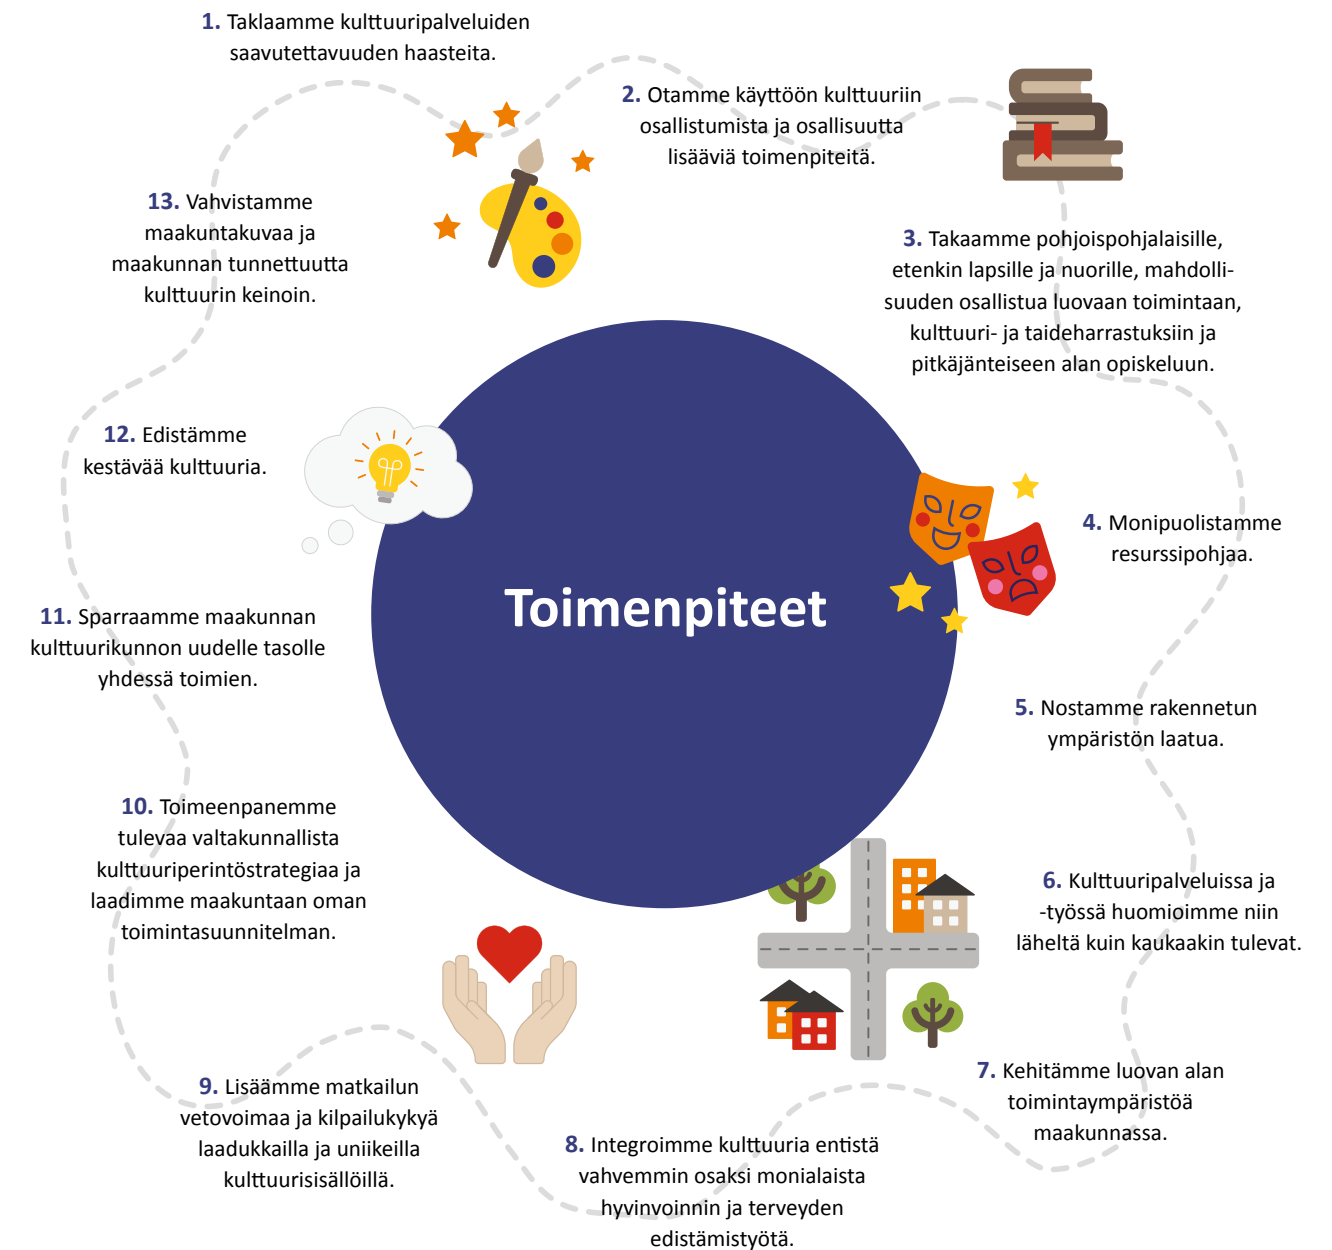 1. Taklaamme kulttuuripalveluiden
saavutettavuuden haasteita.
2. Otamme käyttöön kulttuuriin
osallistumista ja osallisuutta
lisääviä toimenpiteitä.
3. Takaamme pohjoispohjalaisille,
etenkin lapsille ja nuorille, mahdolli-
suuden osallistua luovaan toimintaan,
kulttuuri- ja taideharrastuksiin ja
pitkäjänteiseen alan opiskeluun.
4. Monipuolistamme
resurssipohjaa.
5. Nostamme rakennetun
ympäristön laatua.
6. Kulttuuripalveluissa ja
-työssä huomioimme niin
läheltä kuin kaukaakin tulevat.
7. Kehitämme luovan alan
toimintaympäristöä
maakunnassa.
8. Integroimme kulttuuria entistä
vahvemmin osaksi monialaista
hyvinvoinnin ja terveyden
edistämistyötä.
9. Lisäämme matkailun
vetovoimaa ja kilpailukykyä
laadukkailla ja uniikeilla
kulttuurisisällöillä.
10. Toimeenpanemme
tulevaa valtakunnallista
kulttuuriperintöstrategiaa ja
laadimme maakuntaan oman
toimintasuunnitelman.
11. Sparraamme maakunnan
kulttuurikunnon uudelle tasolle
yhdessä toimien.
12. Edistämme
kestävää kulttuuria.
13. Vahvistamme
maakuntakuvaa ja
maakunnan tunnettuutta
kulttuurin keinoin.
Toimenpiteet